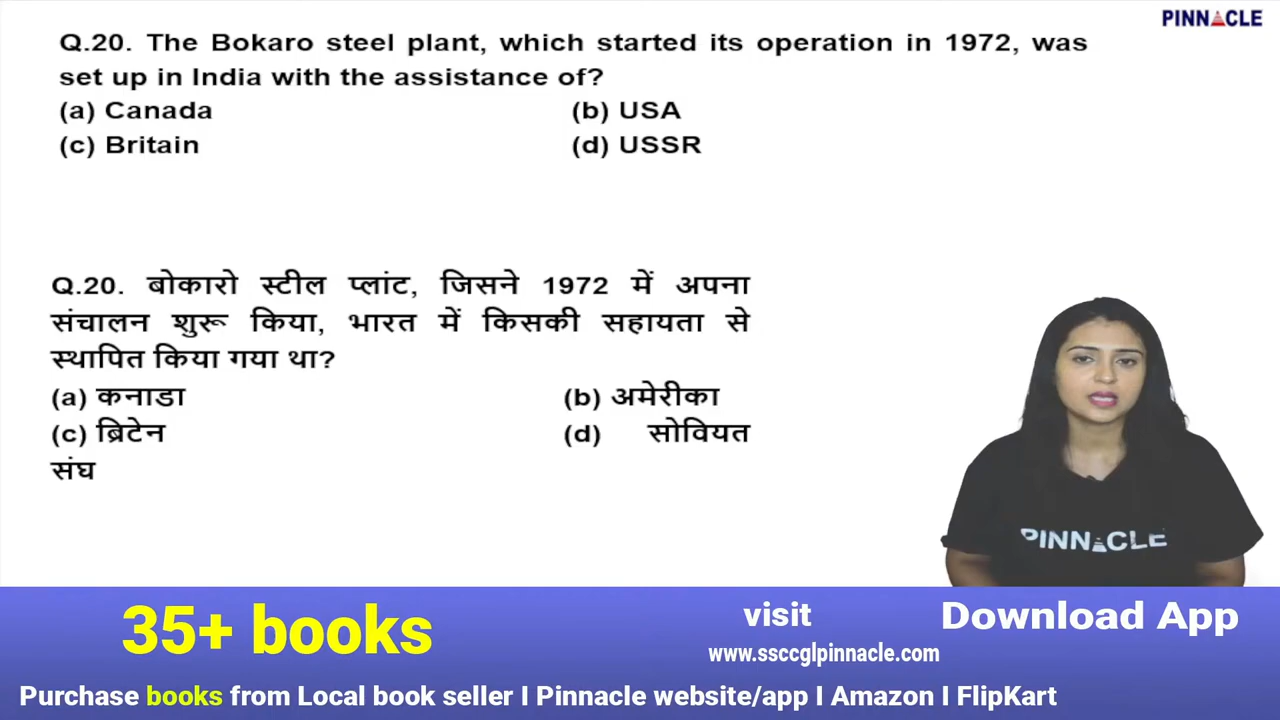 PINNACLE
Q.20. The Bokaro steel plant, which started its operation in 1972, was
set up in India with the assistance of?
(a) Canada (b) USA
(c) Britain (d) USSR
Q.20. बोकारो स्टील प्लांट, जिसने 1972 में अपना
संचालन शुरू किया, भारत में किसकी सहायता से
स्थापित किया गया था?
(a) कनाडा (b) अमेरीका
(c) ब्रिटेन (d) सोवियत
संघ
PINNACLE
35+ books
visit
www.ssccglpinnacle.com
Download App
Purchase books from Local book seller I Pinnacle website/app I Amazon I FlipKart